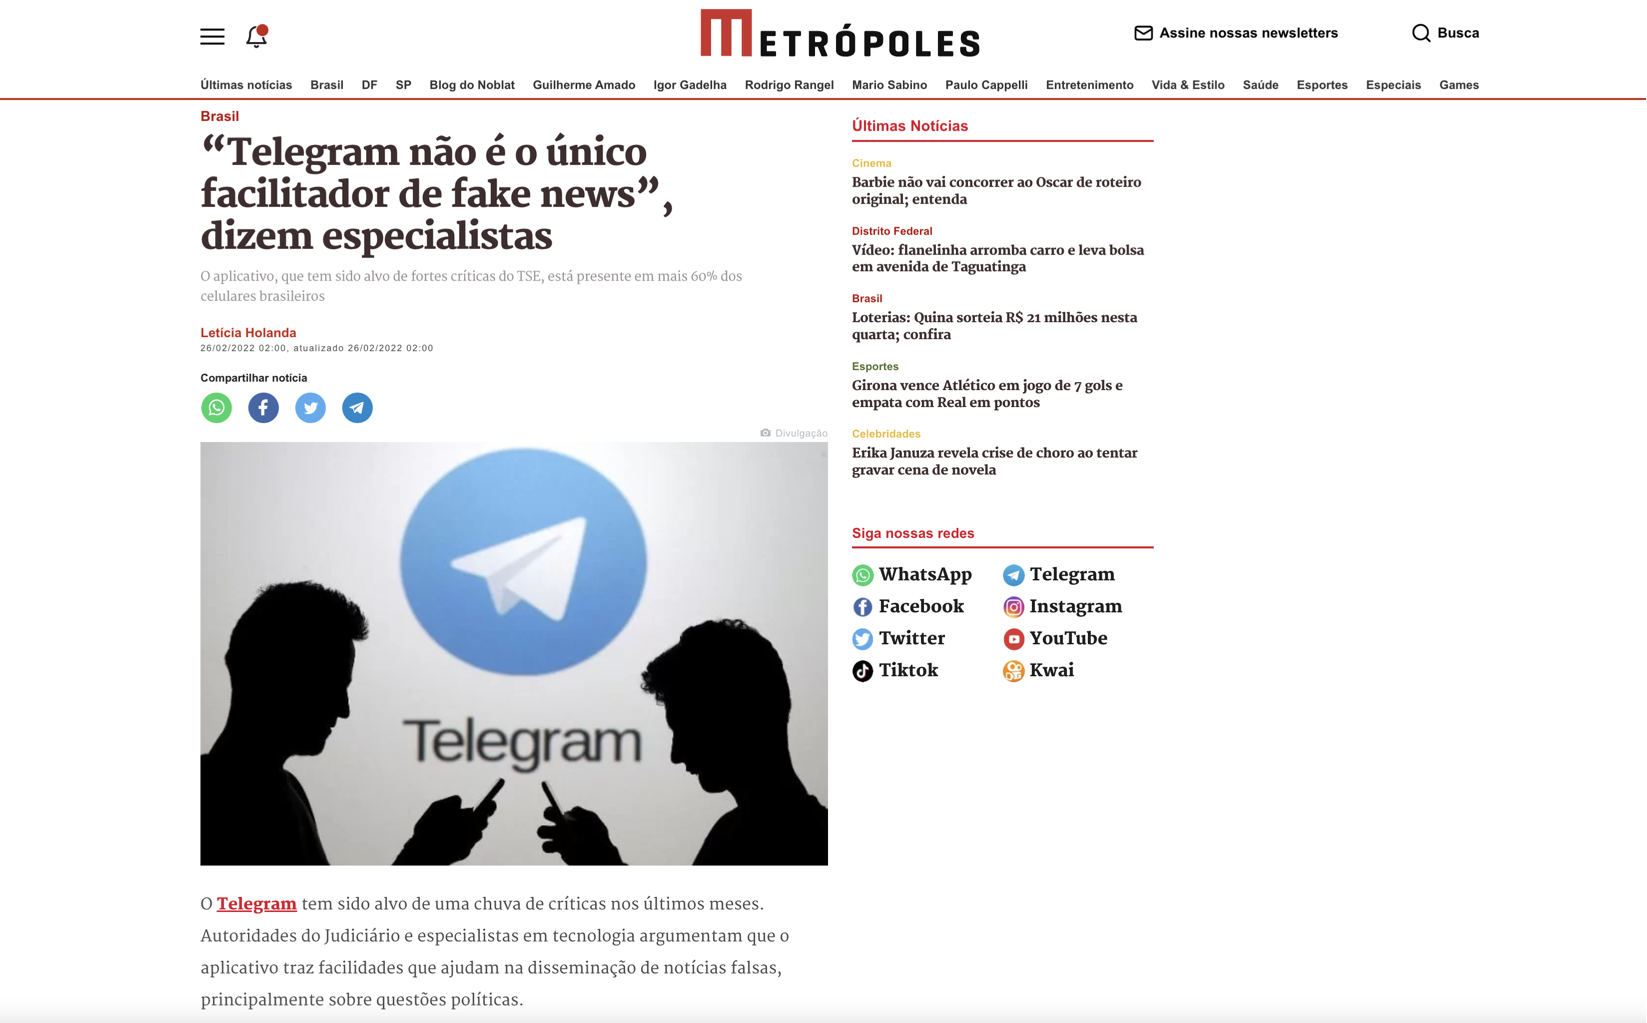 METRÓPOLES
Assine nossas newsletters
Busca
Últimas notícias Brasil DF SP Blog do Noblat Guilherme Amado Igor Gadelha Rodrigo Rangel Mario Sabino Paulo Cappelli Entretenimento Vida & Estilo Saúde Esportes Especiais Games
Brasil
“Telegram não é o único
facilitador de fake news”,
dizem especialistas
O aplicativo, que tem sido alvo de fortes críticas do TSE, está presente em mais 60% dos
celulares brasileiros
Letícia Holanda
26/02/2022 02:00, atualizado 26/02/2022 02:00
Compartilhar notícia
Divulgação
Telegram
O Telegram tem sido alvo de uma chuva de críticas nos últimos meses.
Autoridades do Judiciário e especialistas em tecnologia argumentam que o
aplicativo traz facilidades que ajudam na disseminação de notícias falsas,
principalmente sobre questões políticas.
Últimas Notícias
Cinema
Barbie não vai concorrer ao Oscar de roteiro
original; entenda
Distrito Federal
Vídeo: flanelinha arromba carro e leva bolsa
em avenida de Taguatinga
Brasil
Loterias: Quina sorteia R$ 21 milhões nesta
quarta; confira
Esportes
Girona vence Atlético em jogo de 7 gols e
empata com Real em pontos
Celebridades
Erika Januza revela crise de choro ao tentar
gravar cena de novela
Siga nossas redes
WhatsApp
Telegram
Facebook
Instagram
Twitter
YouTube
Tiktok
Kwai